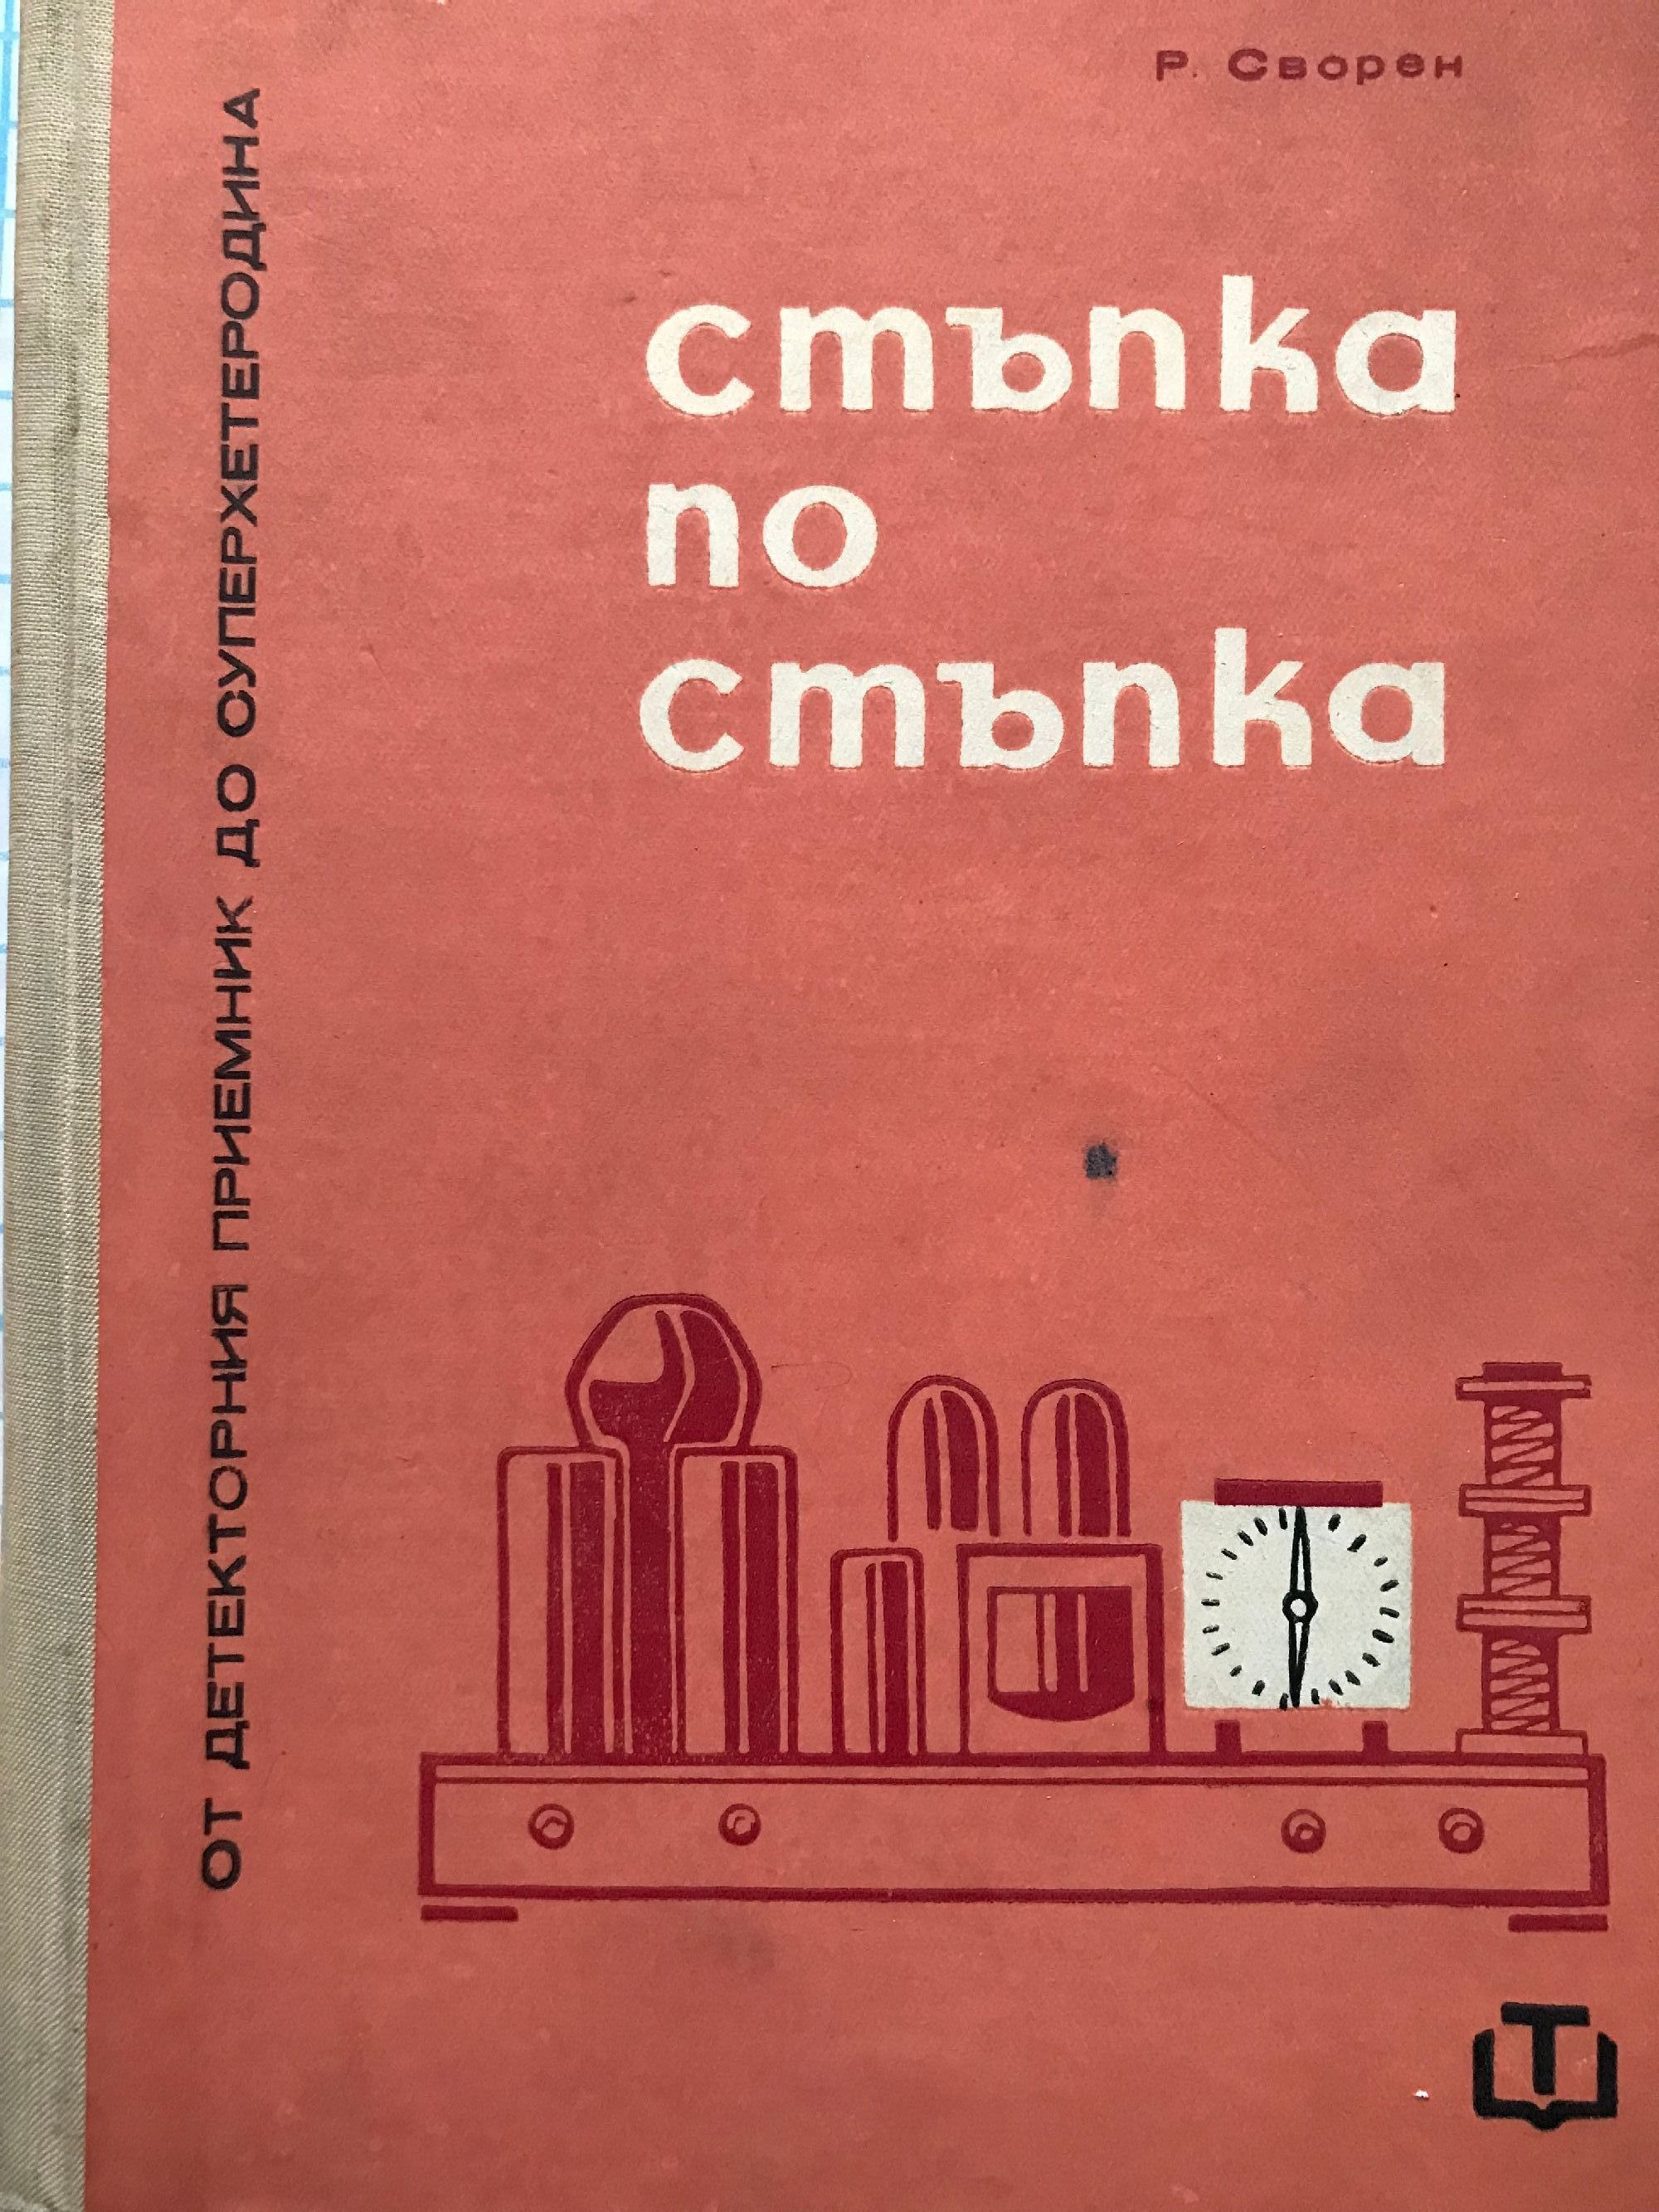 Р. Сворен
стъпка
по
стъпка
ОТ ДЕТЕКТОРНИЯ ПРИЕМНИК ДО СУПЕРХЕТЕРОДИНА
Т